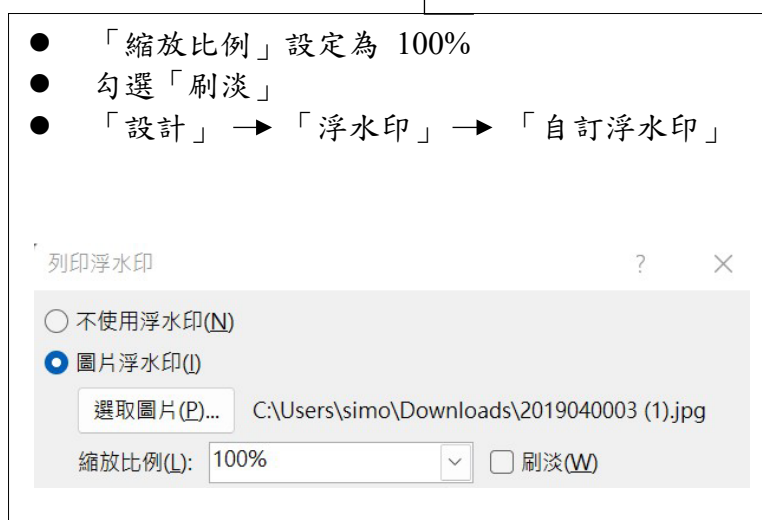 ● 「縮放比例」設定為 100%
● 勾選「刷淡」
● 「設計」 → 「浮水印」→ 「自訂浮水印」
列印浮水印 ? ×
不使用浮水印(N)
圖片浮水印(I)
選取圖片(P)... C:\Users\simo\Downloads\2019040003 (1).jpg
縮放比例(L): 100% 刷淡(W)